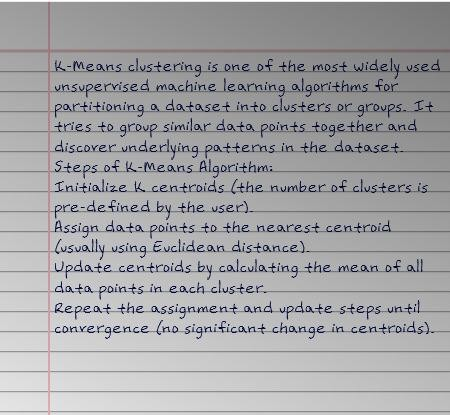 K-Means clustering is one of the most widely used
unsupervised machine learning algorithms for
partitioning a dataset into clusters or groups. It
tries to group similar data points together and
discover underlying patterns in the dataset.
Steps of K-Means Algorithm:
Initialize K centroids (the number of clusters is
pre-defined by the user).
Assign data points to the nearest centroid
(usually using Euclidean distance).
Update centroids by calculating the mean of all
data points in each cluster.
Repeat the assignment and update steps until
convergence (no significant change in centroids).